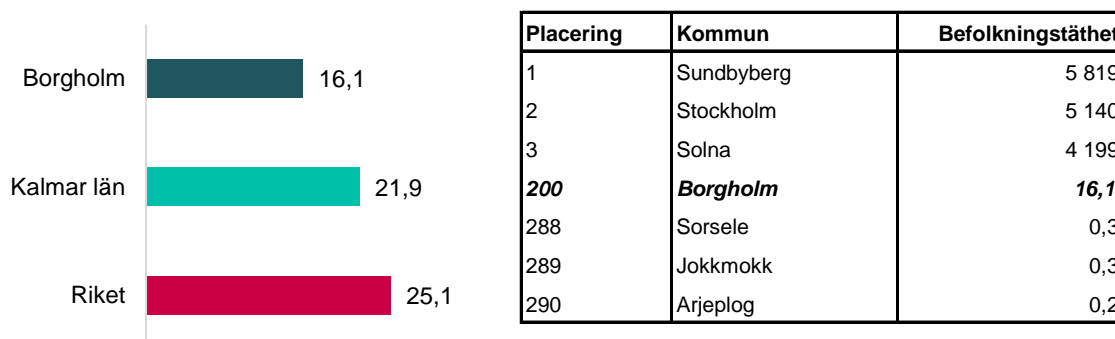 Borgholm 16,1
Kalmar län 21,9
Riket 25,1
Placering Kommun Befolkningstäthet
1 Sundbyberg 5 819
2 Stockholm 5 140
3 Solna 4 199
200 Borgholm 16,1
288 Sorsele 0,3
289 Jokkmokk 0,3
290 Arjeplog 0,2